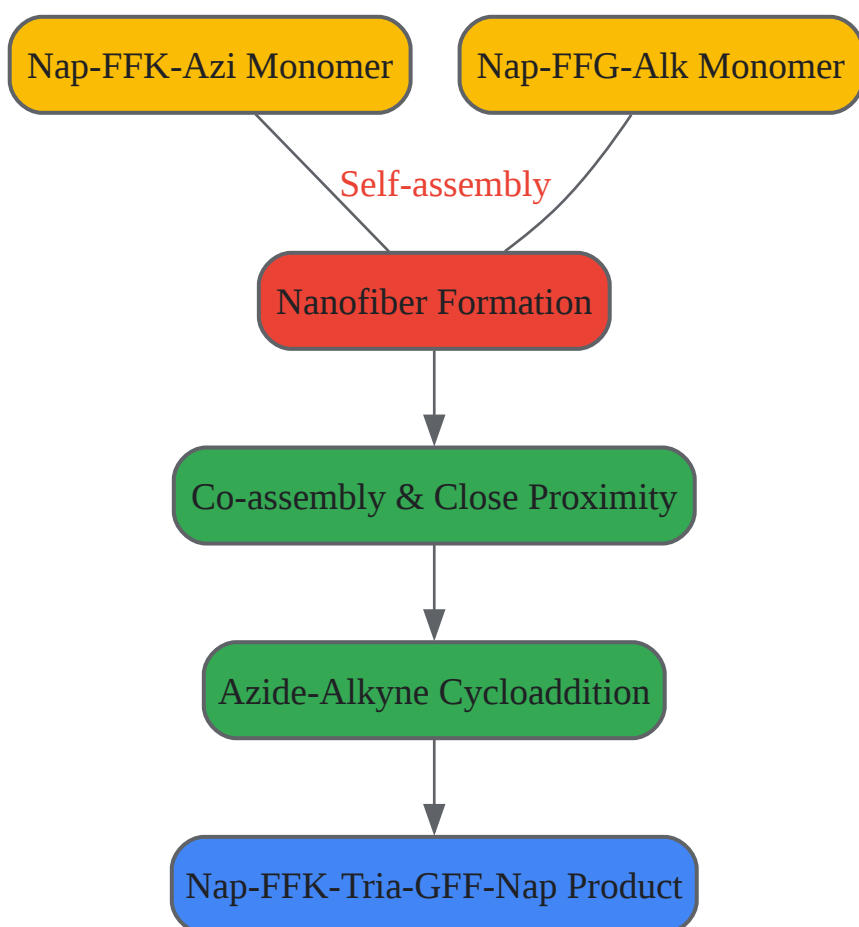 Nap-FFK-Azi Monomer
Nap-FFG-Alk Monomer
Self-assembly
Nanofiber Formation
Co-assembly & Close Proximity
Azide-Alkyne Cycloaddition
Nap-FFK-Tria-GFF-Nap Product